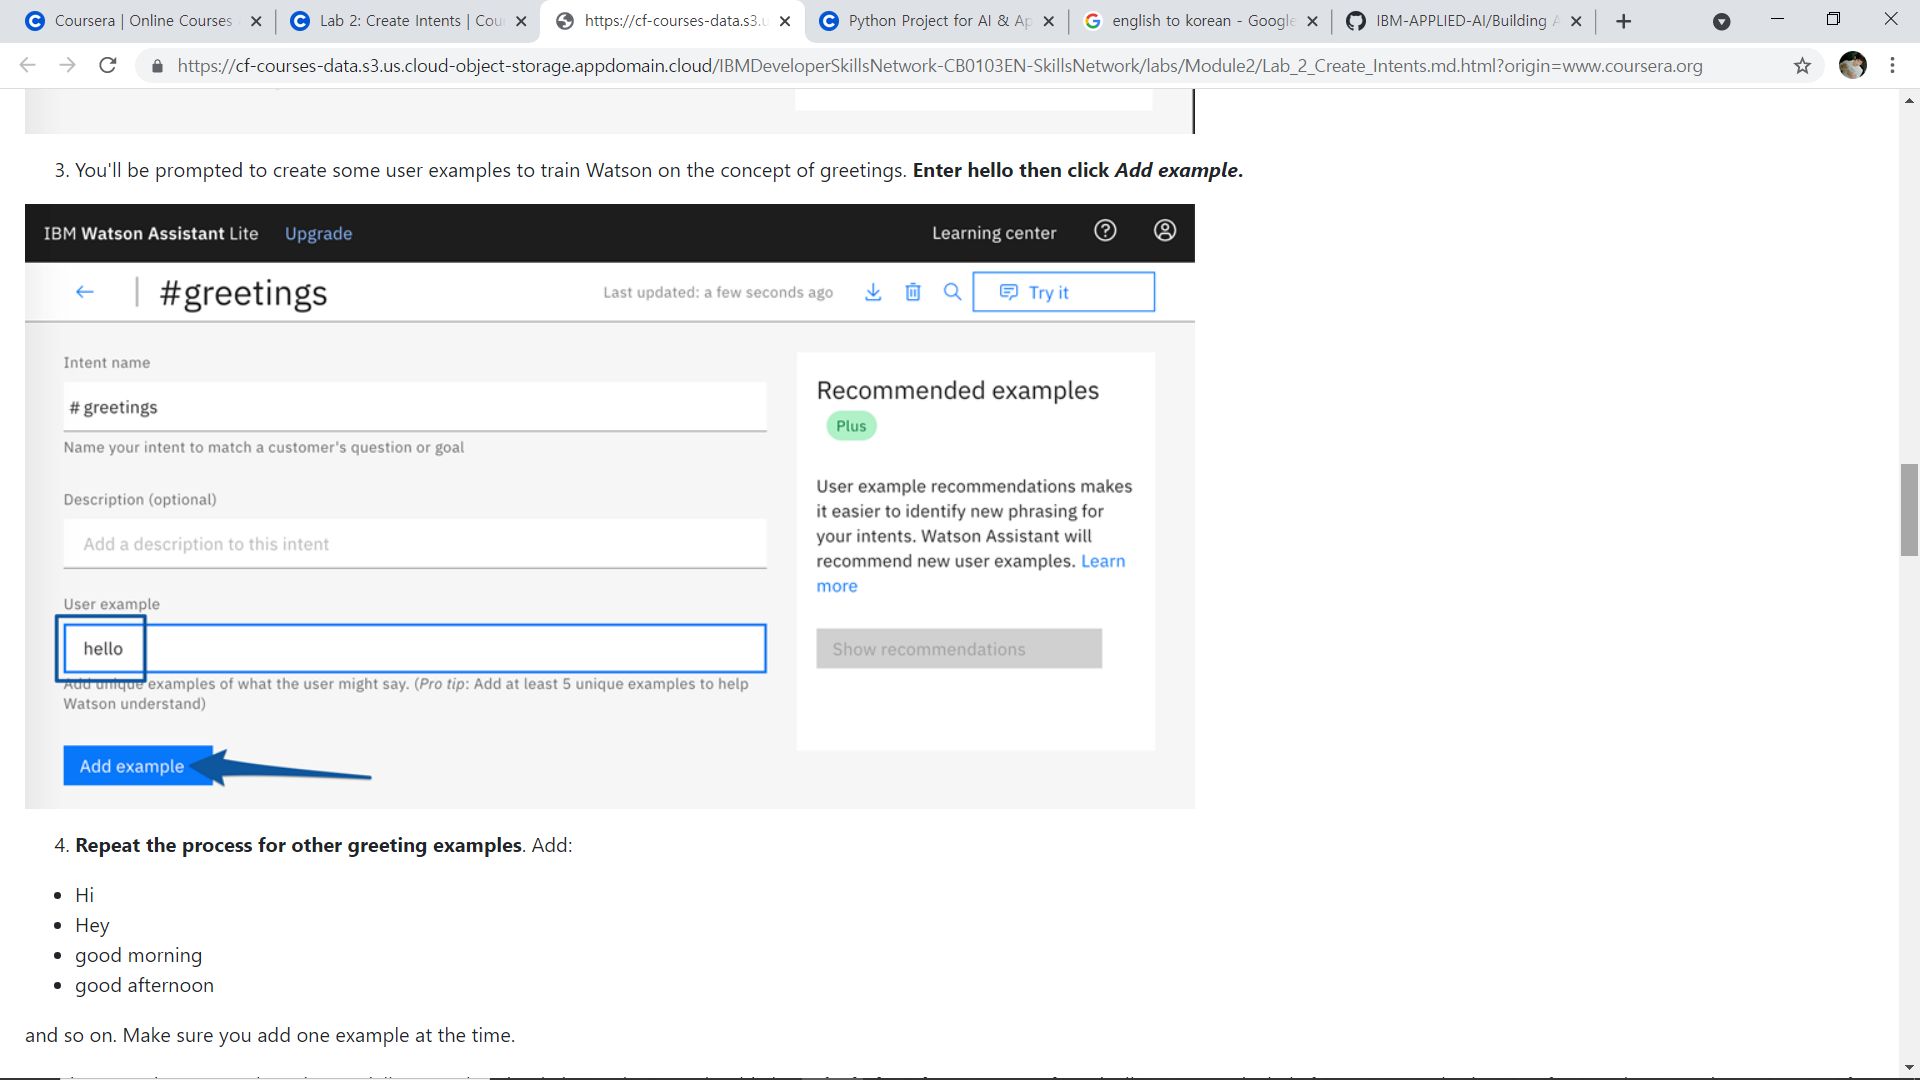 Coursera | Online Courses
Lab 2: Create Intents | Cou
https://cf-courses-data.s3.u
Python Project for AI & Ap
english to korean - Google
IBM-APPLIED-AI/Building A
https://cf-courses-data.s3.us.cloud-object-storage.appdomain.cloud/IBMDeveloperSkillsNetwork-CB0103EN-SkillsNetwork/labs/Module2/Lab_2_Create_Intents.md.html?origin=www.coursera.org
3. You'll be prompted to create some user examples to train Watson on the concept of greetings. Enter hello then click Add example.
IBM Watson Assistant Lite Upgrade Learning center
#greetings Last updated: a few seconds ago Try it
Intent name
# greetings
Name your intent to match a customer's question or goal
Description (optional)
Add a description to this intent
User example
hello
Add unique examples of what the user might say. (Pro tip: Add at least 5 unique examples to help
Watson understand)
Add example
Recommended examples
Plus
User example recommendations makes
it easier to identify new phrasing for
your intents. Watson Assistant will
recommend new user examples. Learn
more
Show recommendations
4. Repeat the process for other greeting examples. Add:
• Hi
• Hey
• good morning
• good afternoon
and so on. Make sure you add one example at the time.